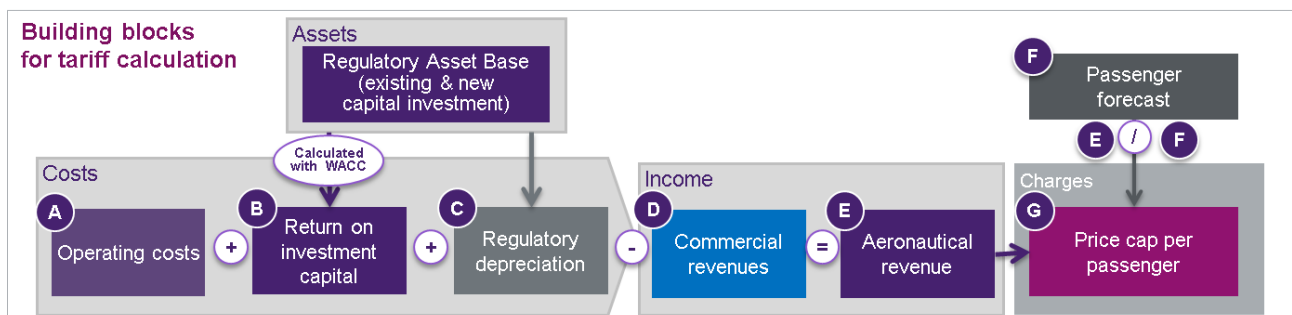 Building blocks
for tariff calculation
Assets
Regulatory Asset Base
(existing & new
capital investment)
Calculated
with WACC
F
Passenger
forecast
E / F
Costs
A
Operating costs
+
B
Return on
investment
capital
+
C
Regulatory
depreciation
-
Income
D
Commercial
revenues
=
E
Aeronautical
revenue
Charges
G
Price cap per
passenger